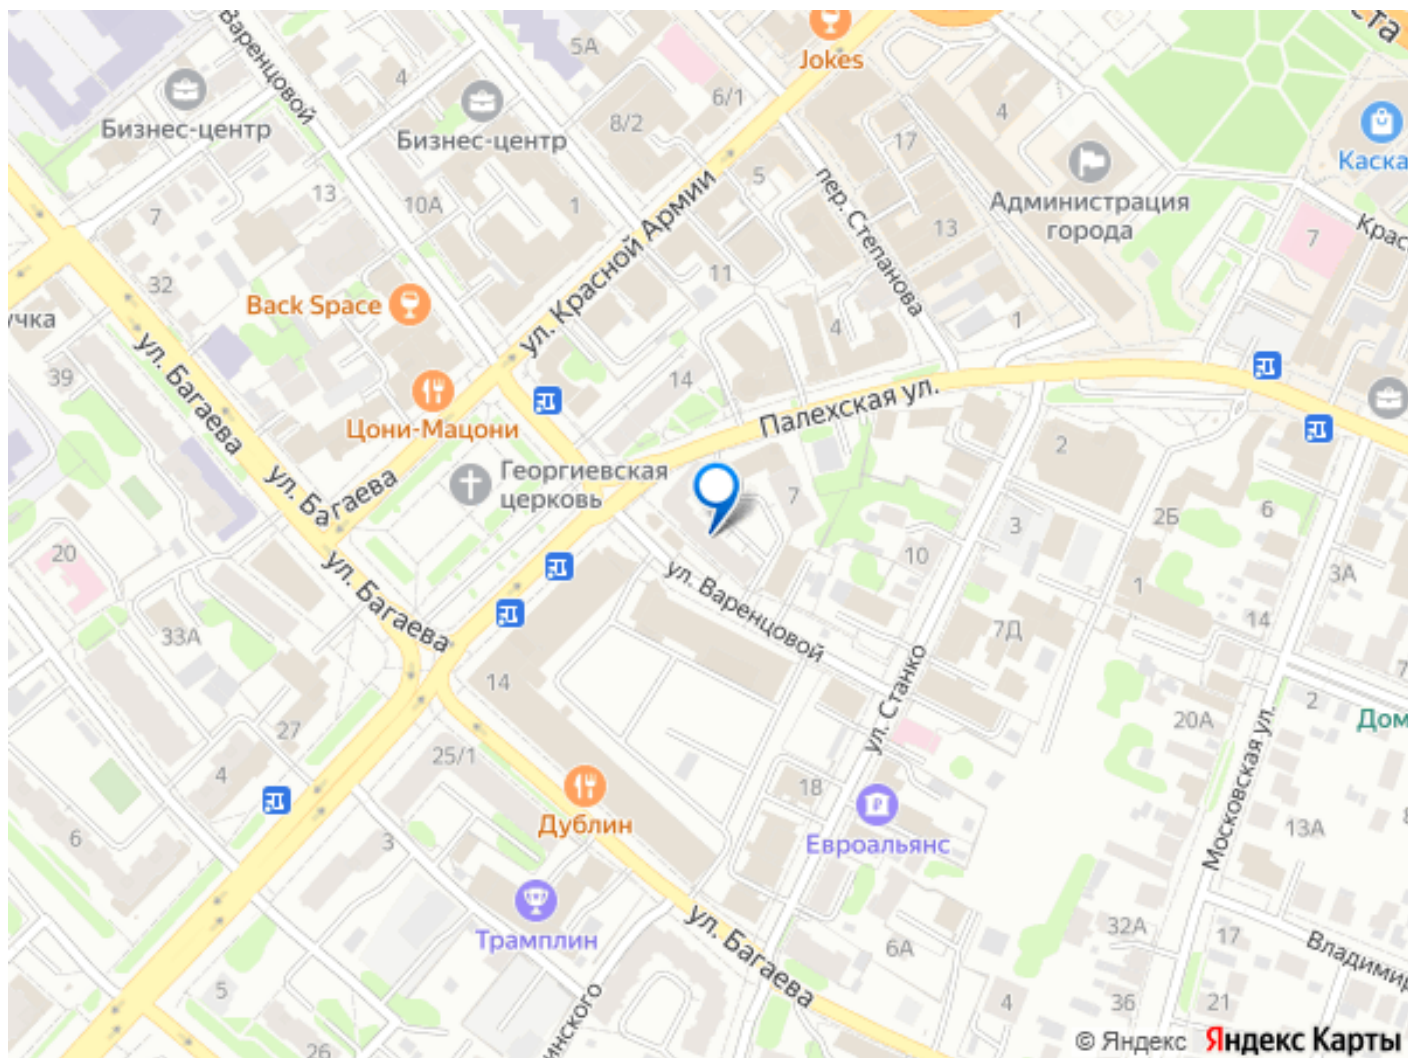 ста
Варенцовой
5А
Jokes
4
6/1
Бизнес-центр
Бизнес-центр
8/2
4
17
Каска
13
7
10А
1
5
ул. Красной Армии
пер. Степанова
Администрация
города
13
7
Крас
11
32
Back Space
учка
4
1
39
ул. Багаева
14
Палехская ул.
Цони-Мацони
2
Георгиевская
церковь
ул. Багаева
7
3
2Б
6
20
10
3А
ул. Багаева
ул. Варенцовой
1
14
33А
7Д
7
14
ул. Станко
2
20А
Дом
27
25/1
4
Московская ул.
18
Дублин
Евроальянс
6
3
13А
8
Трамплин
ул. Багаева
6А
32А
17
Владимир
5
4
36
21
26
инского
© Яндекс Яндекс Карты